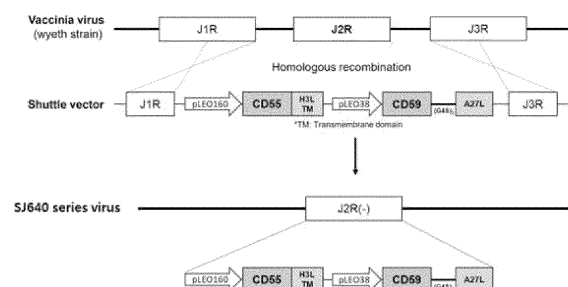 Vaccinia virus
(wyeth strain)
J1R
J2R
J3R
Homologous recombination
Shuttle vector
J1R
pLEO160
CD55
H3L
TM
pLEO38
CD59
(G4S)
A27L
J3R
*TM: Transmembrane domain
SJ640 series virus
J2R(-)
pLEO160
CD55
H3L
TM
pLEO38
CD59
A27L